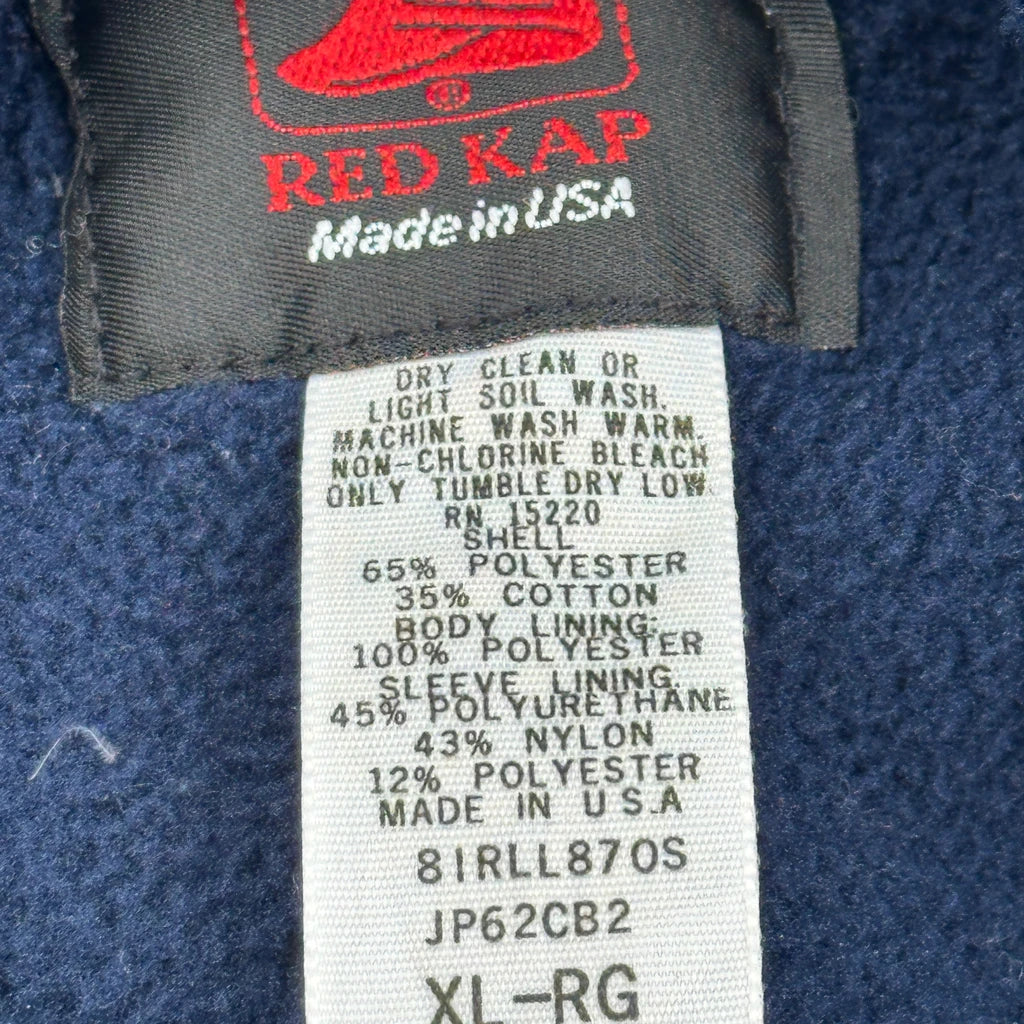 RED KAP
Made in USA
DRY CLEAN OR
LIGHT SOIL WASH.
MACHINE WASH WARM.
NON-CHLORINE BLEACH
ONLY TUMBLE DRY LOW
RN 15220
SHELL
65% POLYESTER
35% COTTON
BODY LINING:
100% POLYESTER
SLEEVE LINING.
45% POLYURETHANE
43% NYLON
12% POLYESTER
MADE IN U S.A
81RLL870S
JP62CB2
XL-RG